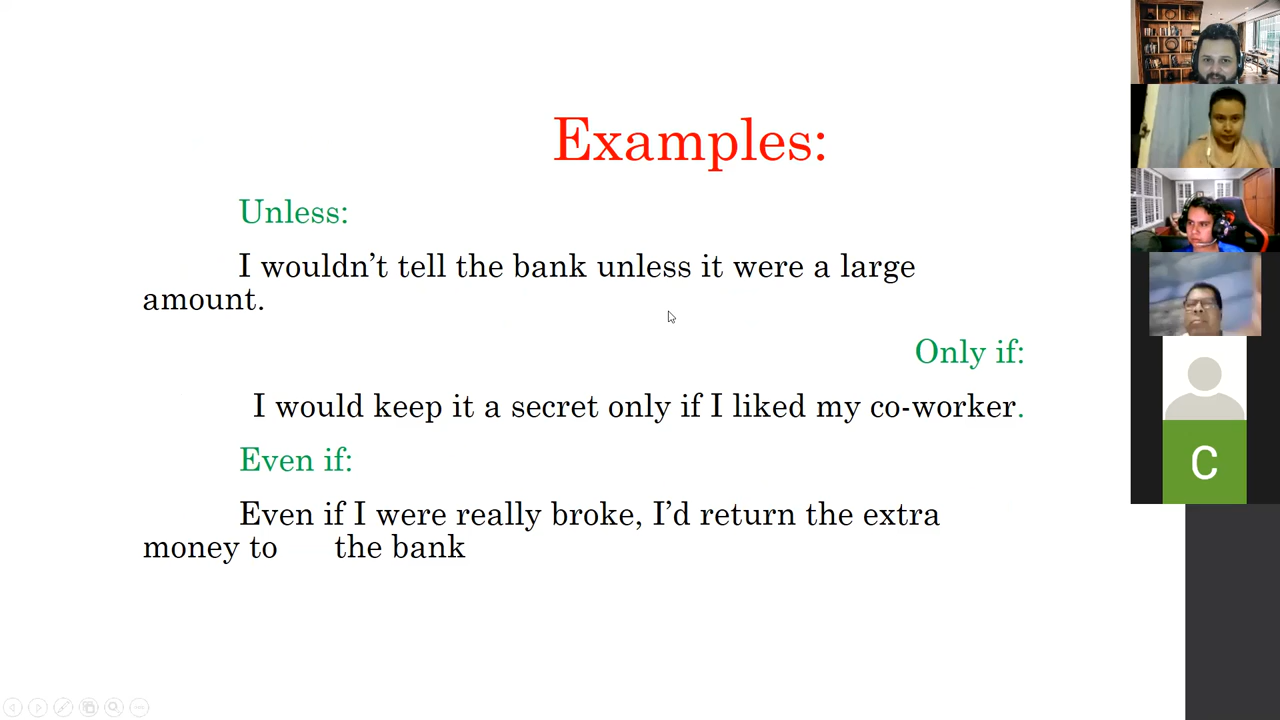 Examples:
Unless:
I wouldn’t tell the bank unless it were a large
amount.
Only if:
I would keep it a secret only if I liked my co-worker.
Even if:
Even if I were really broke, I’d return the extra
money to the bank
C